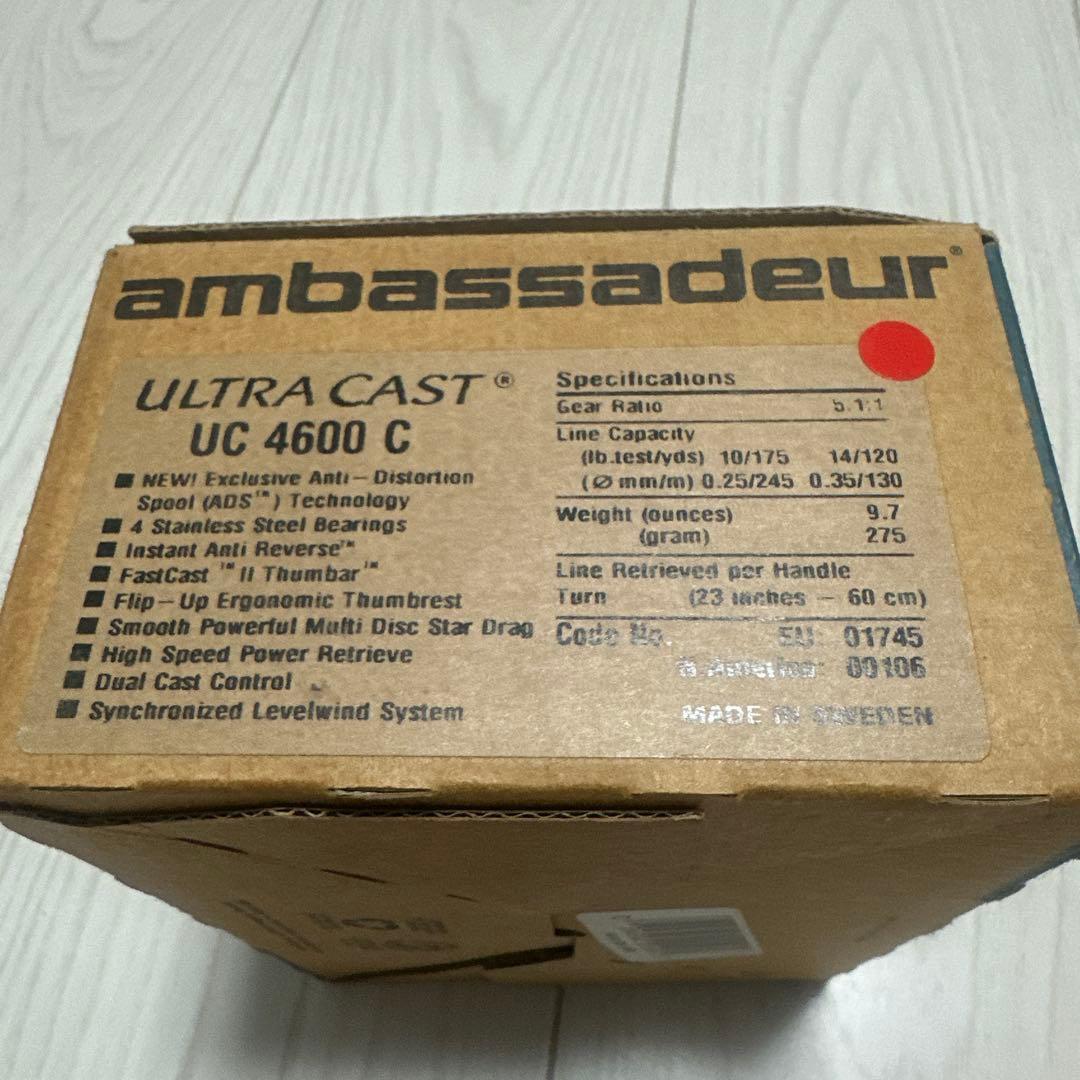 ambassadeur®
ULTRA CAST ®
UC 4600 C
■ NEW! Exclusive Anti–Distortion
Spool (ADS™) Technology
■ 4 Stainless Steel Bearings
■ Instant Anti Reverse™
■ FastCast ™ II Thumbar™
■ Flip–Up Ergonomic Thumbrest
■ Smooth Powerful Multi Disc Star Drag
■ High Speed Power Retrieve
■ Dual Cast Control
■ Synchronized Levelwind System
Specifications
Gear Ratio 5.1:1
Line Capacity
(lb.test/yds) 10/175 14/120
(Ø mm/m) 0.25/245 0.35/130
Weight (ounces) 9.7
(gram) 275
Line Retrieved per Handle
Turn (23 inches – 60 cm)
Code No. EU 01745
America 00106
MADE IN SWEDEN